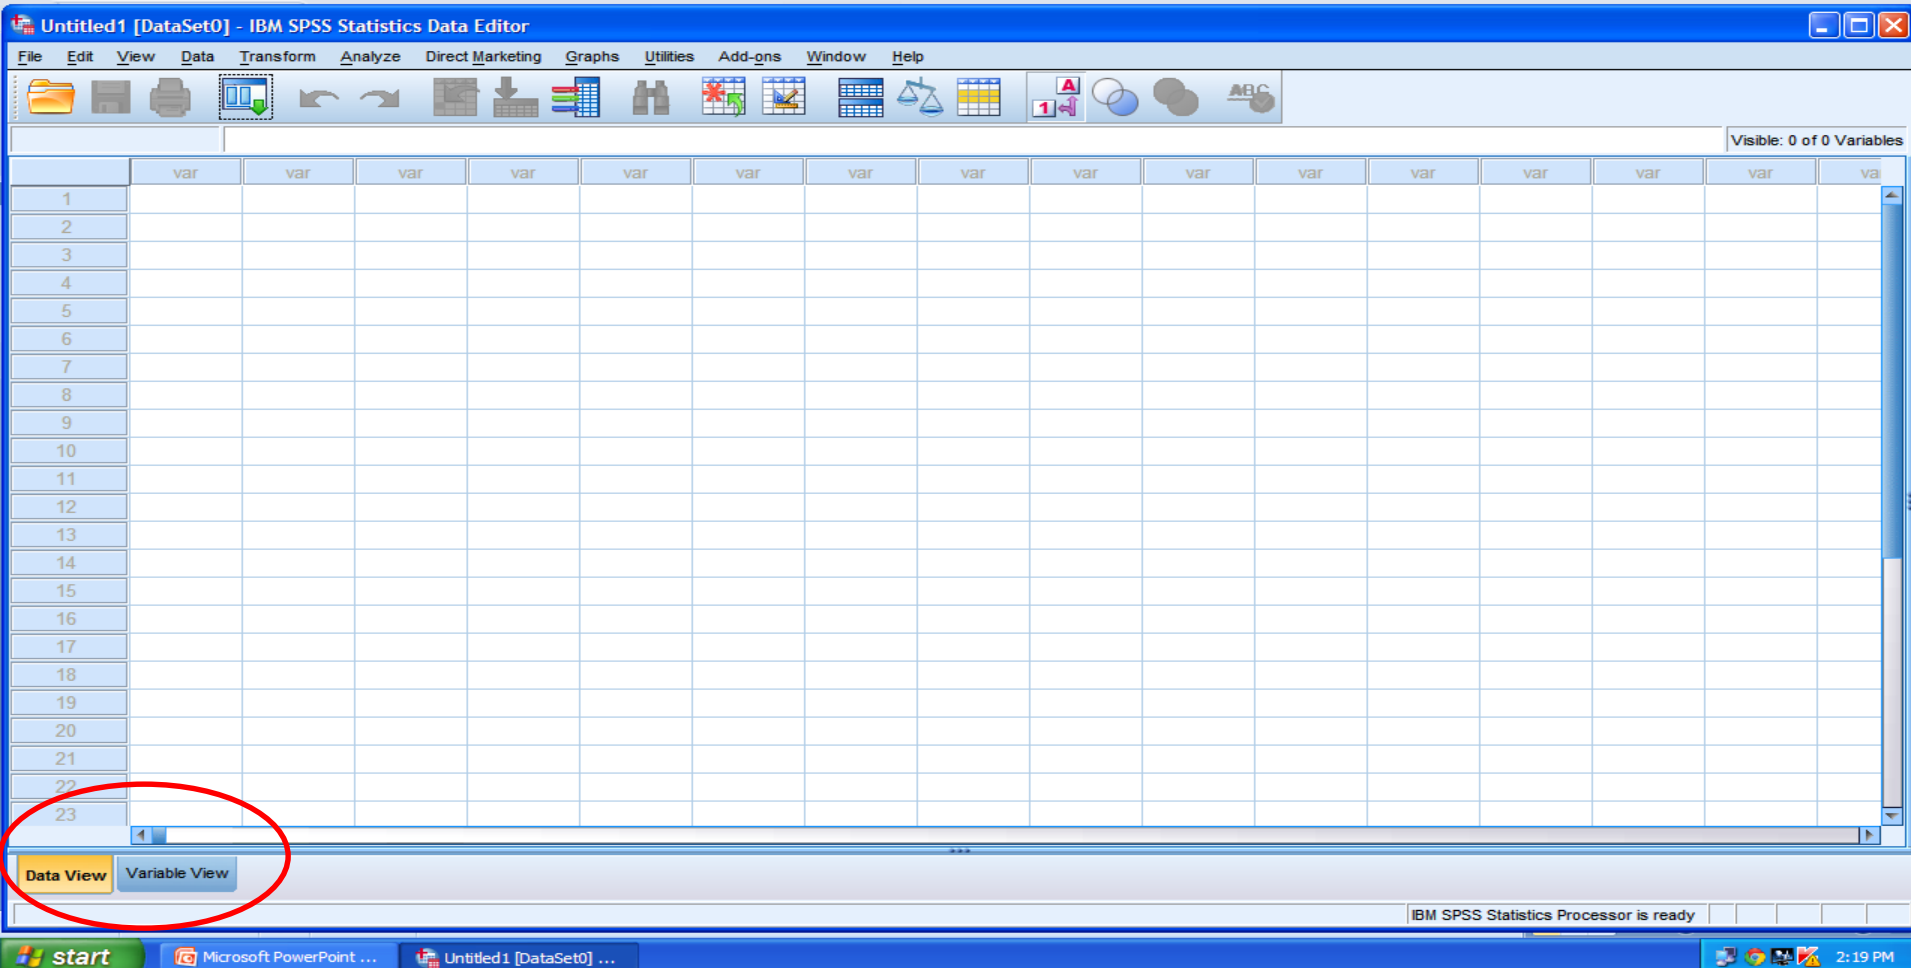 Untitled1 [DataSet0] - IBM SPSS Statistics Data Editor
File Edit View Data Transform Analyze Direct Marketing Graphs Utilities Add-ons Window Help
A
1
ABC
Visible: 0 of 0 Variables
var var var var var var var var var var var var var var var va
1
2
3
4
5
6
7
8
9
10
11
12
13
14
15
16
17
18
19
20
21
22
23
Data View Variable View
IBM SPSS Statistics Processor is ready
start Microsoft PowerPoint ... Untitled1 [DataSet0] ... 2:19 PM